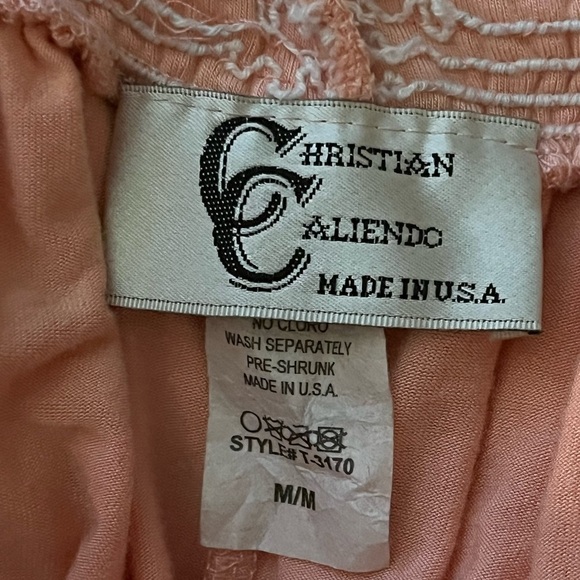 CHRISTIAN
CALIENDO
MADE IN U.S.A.
NO CLORO
WASH SEPARATELY
PRE-SHRUNK
MADE IN U.S.A.
STYLE# T-3170
M/M